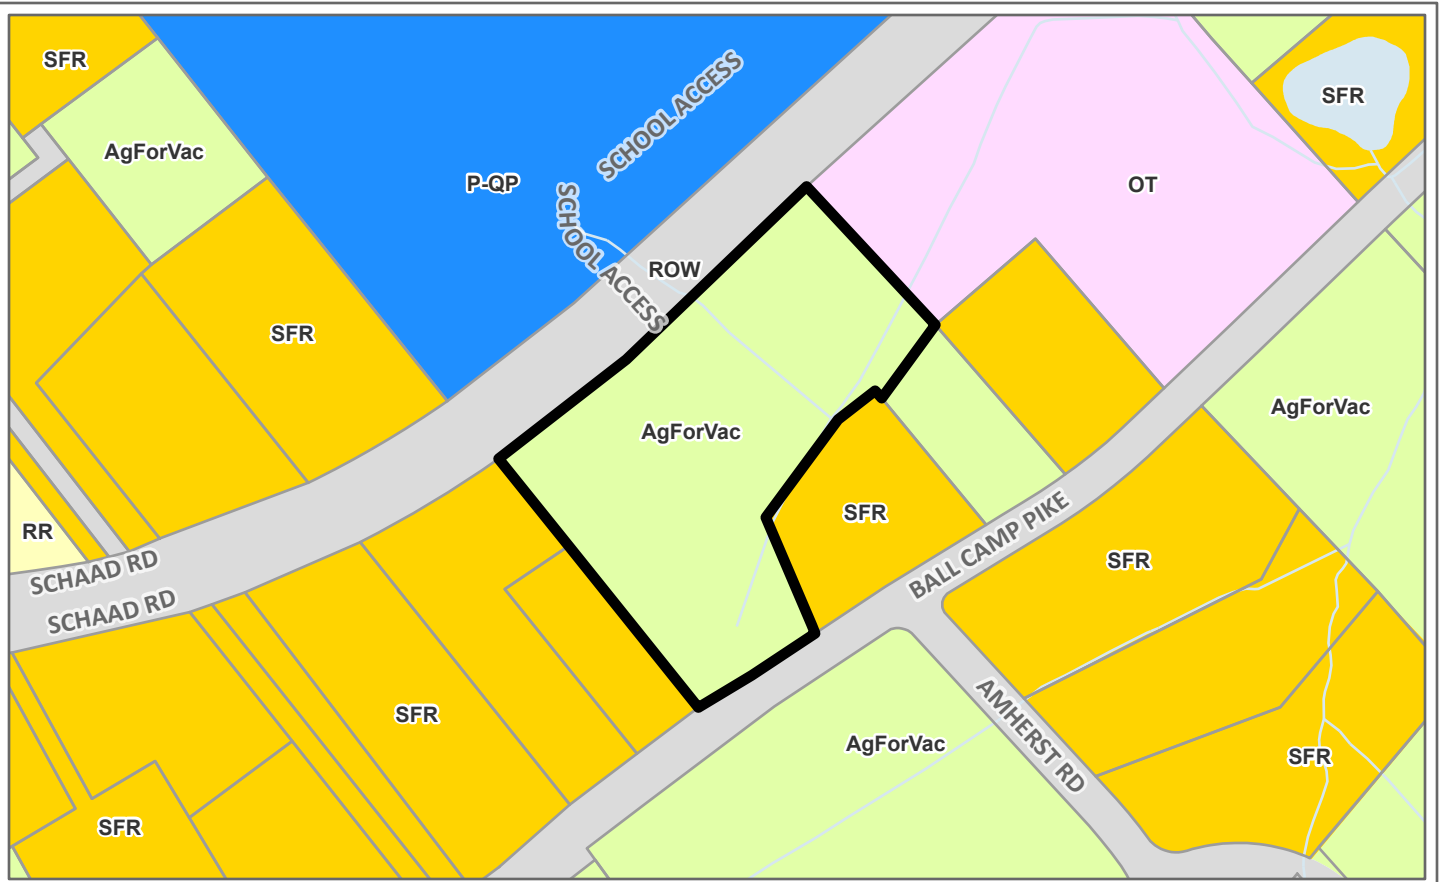 SFR
SFR
AgForVac
P-QP
SCHOOL ACCESS
OT
SCHOOL ACCESS
ROW
SFR
AgForVac
AgForVac
SFR
RR
SCHAAD RD
SCHAAD RD
BALL CAMP PIKE
SFR
SFR
AgForVac
AMHERST RD
SFR
SFR